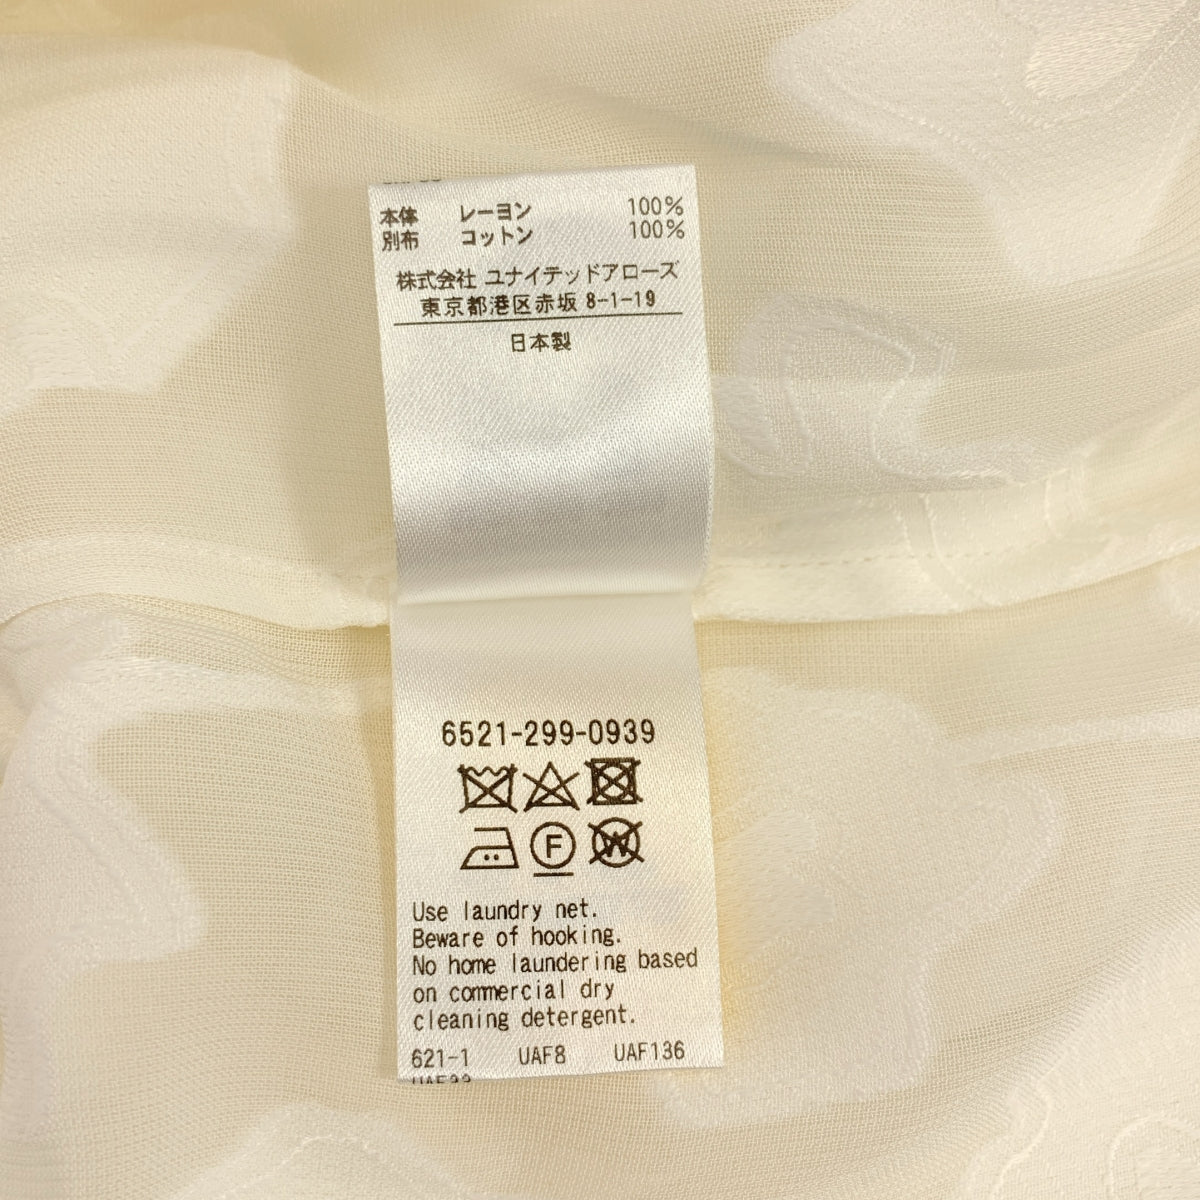 本体 レーヨン 100%
別布 コットン 100%
株式会社 ユナイテッドアローズ
東京都港区赤坂 8-1-19
日本製
6521-299-0939
F
W
Use laundry net.
Beware of hooking.
No home laundering based
on commercial dry
cleaning detergent.
621-1 UAF8 UAF136